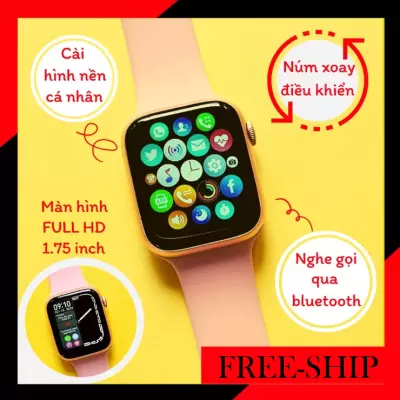 Cài
hình nền
cá nhân
Núm xoay
điều khiển
Màn hình
FULL HD
1.75 inch
09:10
Nghe gọi
qua
bluetooth
FREE-SHIP